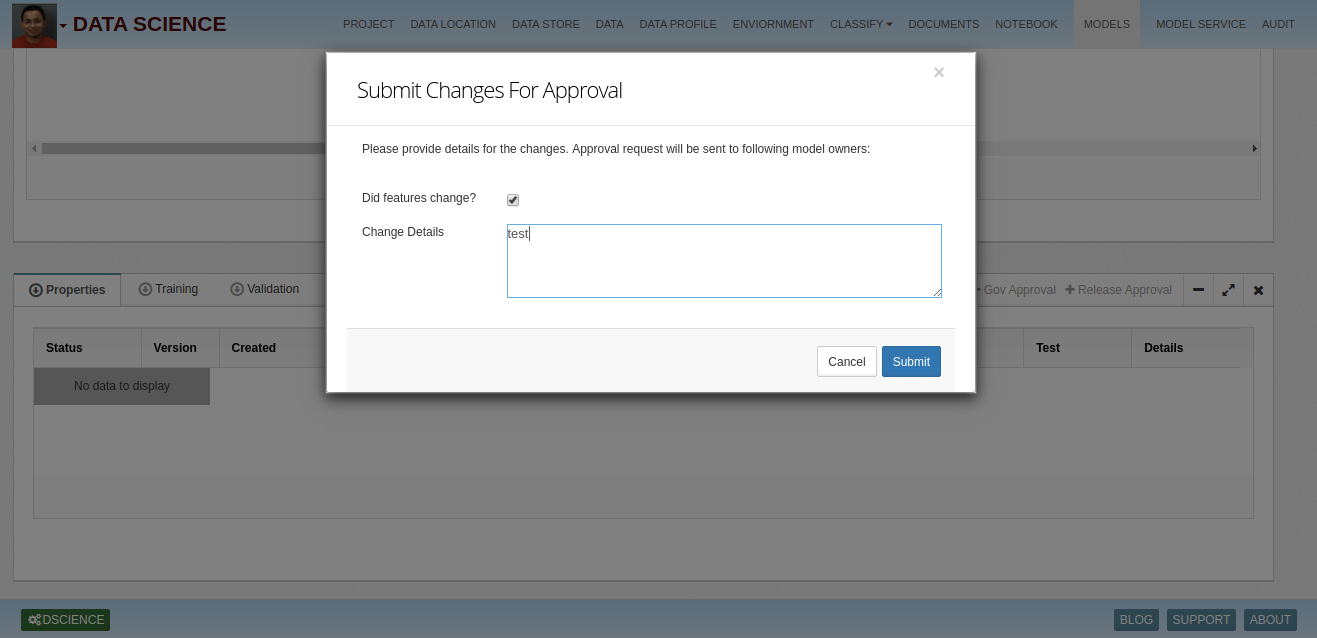 DATA SCIENCE
PROJECT DATA LOCATION DATA STORE DATA DATA PROFILE ENVIORNMENT CLASSIFY DOCUMENTS NOTEBOOK MODELS MODEL SERVICE AUDIT
×
Submit Changes For Approval
Please provide details for the changes. Approval request will be sent to following model owners:
Did features change?
Change Details
test
Cancel Submit
Properties Training Validation Gov Approval Release Approval
Status Version Created Test Details
No data to display
DSCIENCE BLOG SUPPORT ABOUT